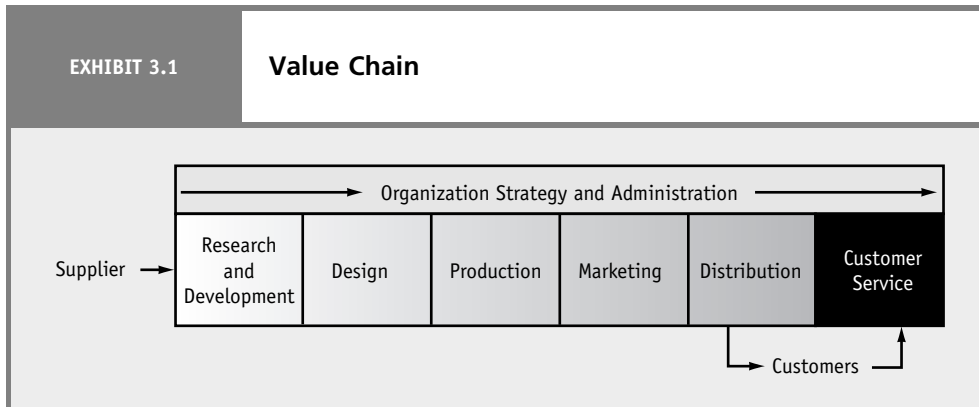 EXHIBIT 3.1
Value Chain
Organization Strategy and Administration
Supplier
Research
and
Development
Design
Production
Marketing
Distribution
Customer
Service
Customers